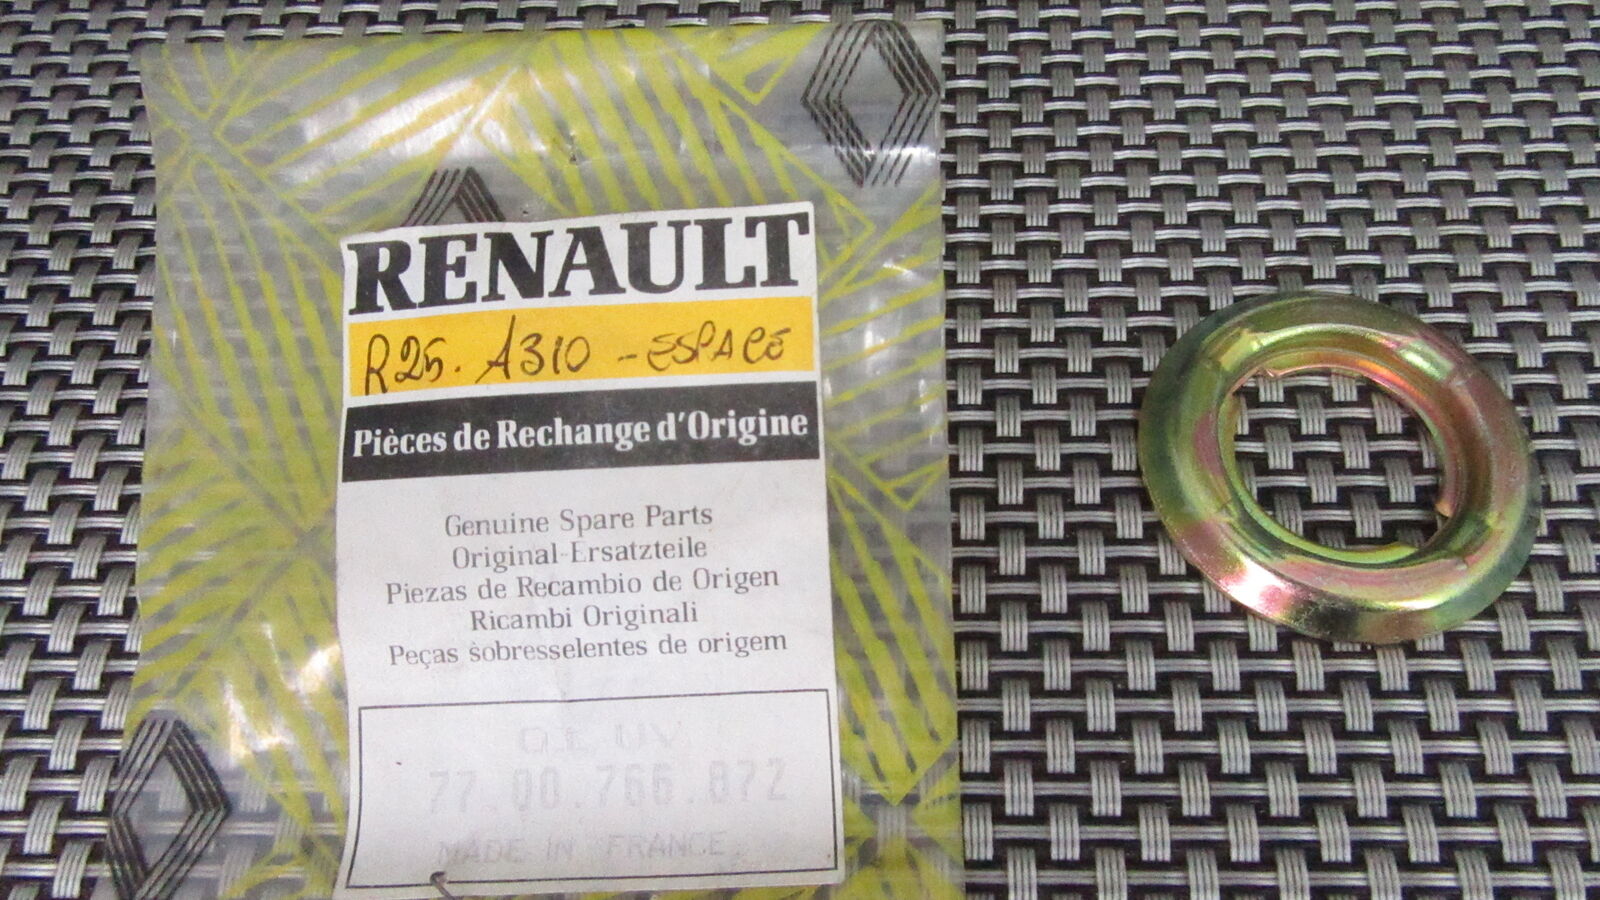 RENAULT
R25. A310 - ESPACE
Pièces de Rechange d'Origine
Genuine Spare Parts
Original-Ersatzteile
Piezas de Recambio de Origen
Ricambi Originali
Peças sobresselentes de origem
77.00.766.872
MADE IN FRANCE